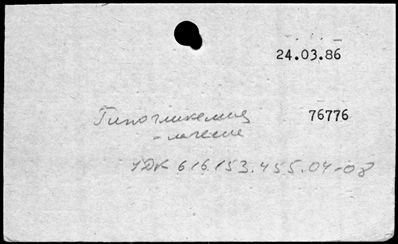 24.03.86
Гипогликемия 76776
- лечение
УДК 616.153.455.04-08